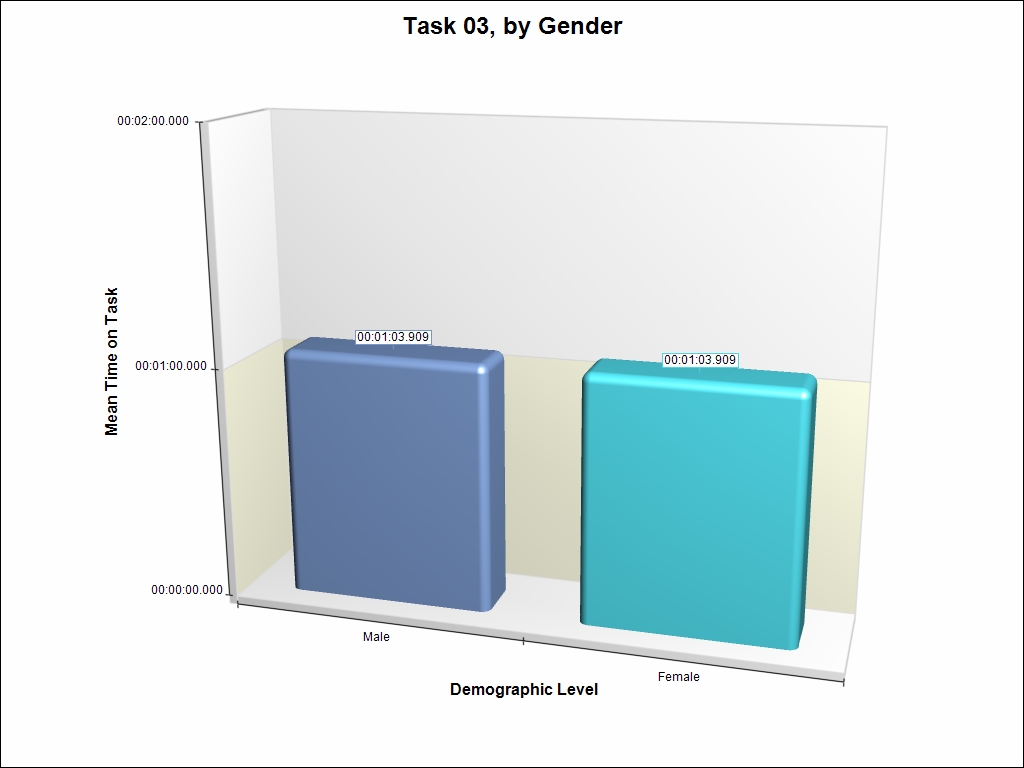 Task 03, by Gender
00:02:00.000
00:01:00.000
00:00:00.000
Mean Time on Task
00:01:03.909
00:01:03.909
Male
Female
Demographic Level